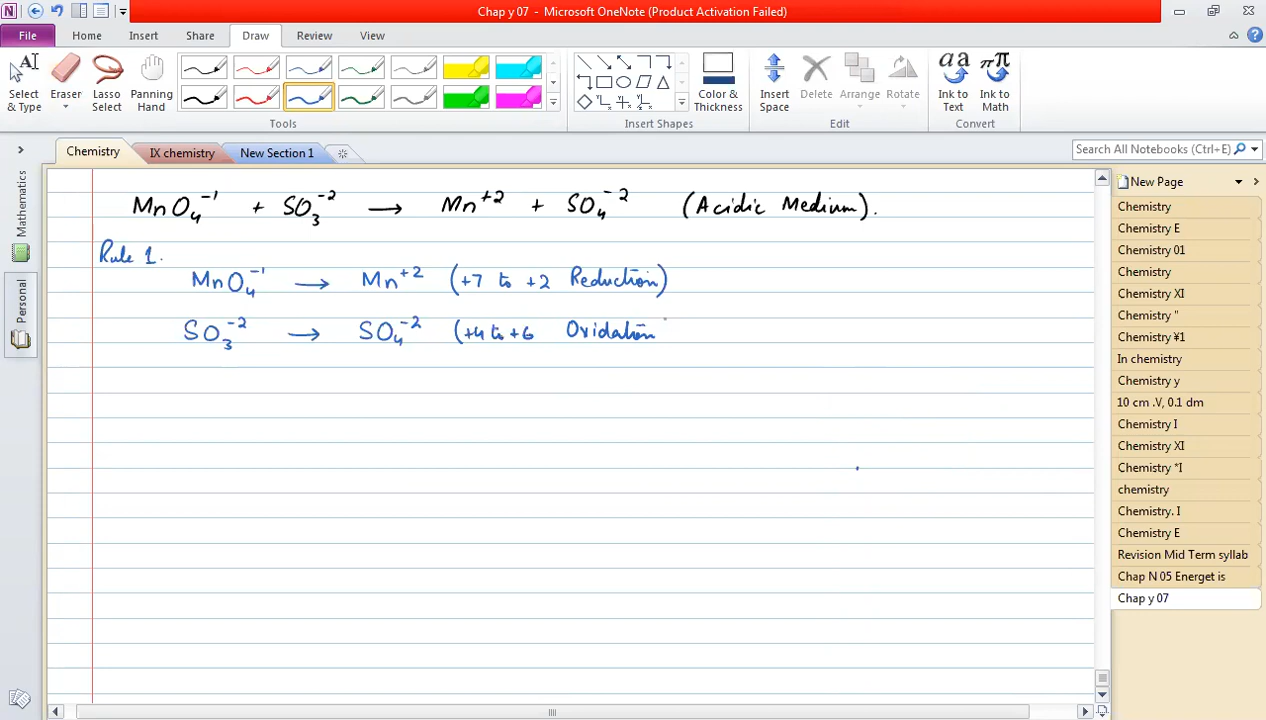 Chap y 07 - Microsoft OneNote (Product Activation Failed)
File Home Insert Share Draw Review View
Select & Type Eraser Lasso Select Panning Hand Color & Thickness Insert Space Delete Arrange Rotate Ink to Text Ink to Math
Tools Insert Shapes Edit Convert
Chemistry IX chemistry New Section 1 Search All Notebooks (Ctrl+E)
Mathematics
Personal
MnO₄⁻¹ + SO₃⁻² → Mn⁺² + SO₄⁻² (Acidic Medium).
Rule 1.
MnO₄⁻¹ → Mn⁺² (+7 to +2 Reduction)
SO₃⁻² → SO₄⁻² (+4 to +6 Oxidation
New Page
Chemistry
Chemistry E
Chemistry 01
Chemistry
Chemistry XI
Chemistry "
Chemistry ¥1
In chemistry
Chemistry y
10 cm .V, 0.1 dm
Chemistry I
Chemistry XI
Chemistry *I
chemistry
Chemistry. I
Chemistry E
Revision Mid Term syllab
Chap N 05 Energet is
Chap y 07